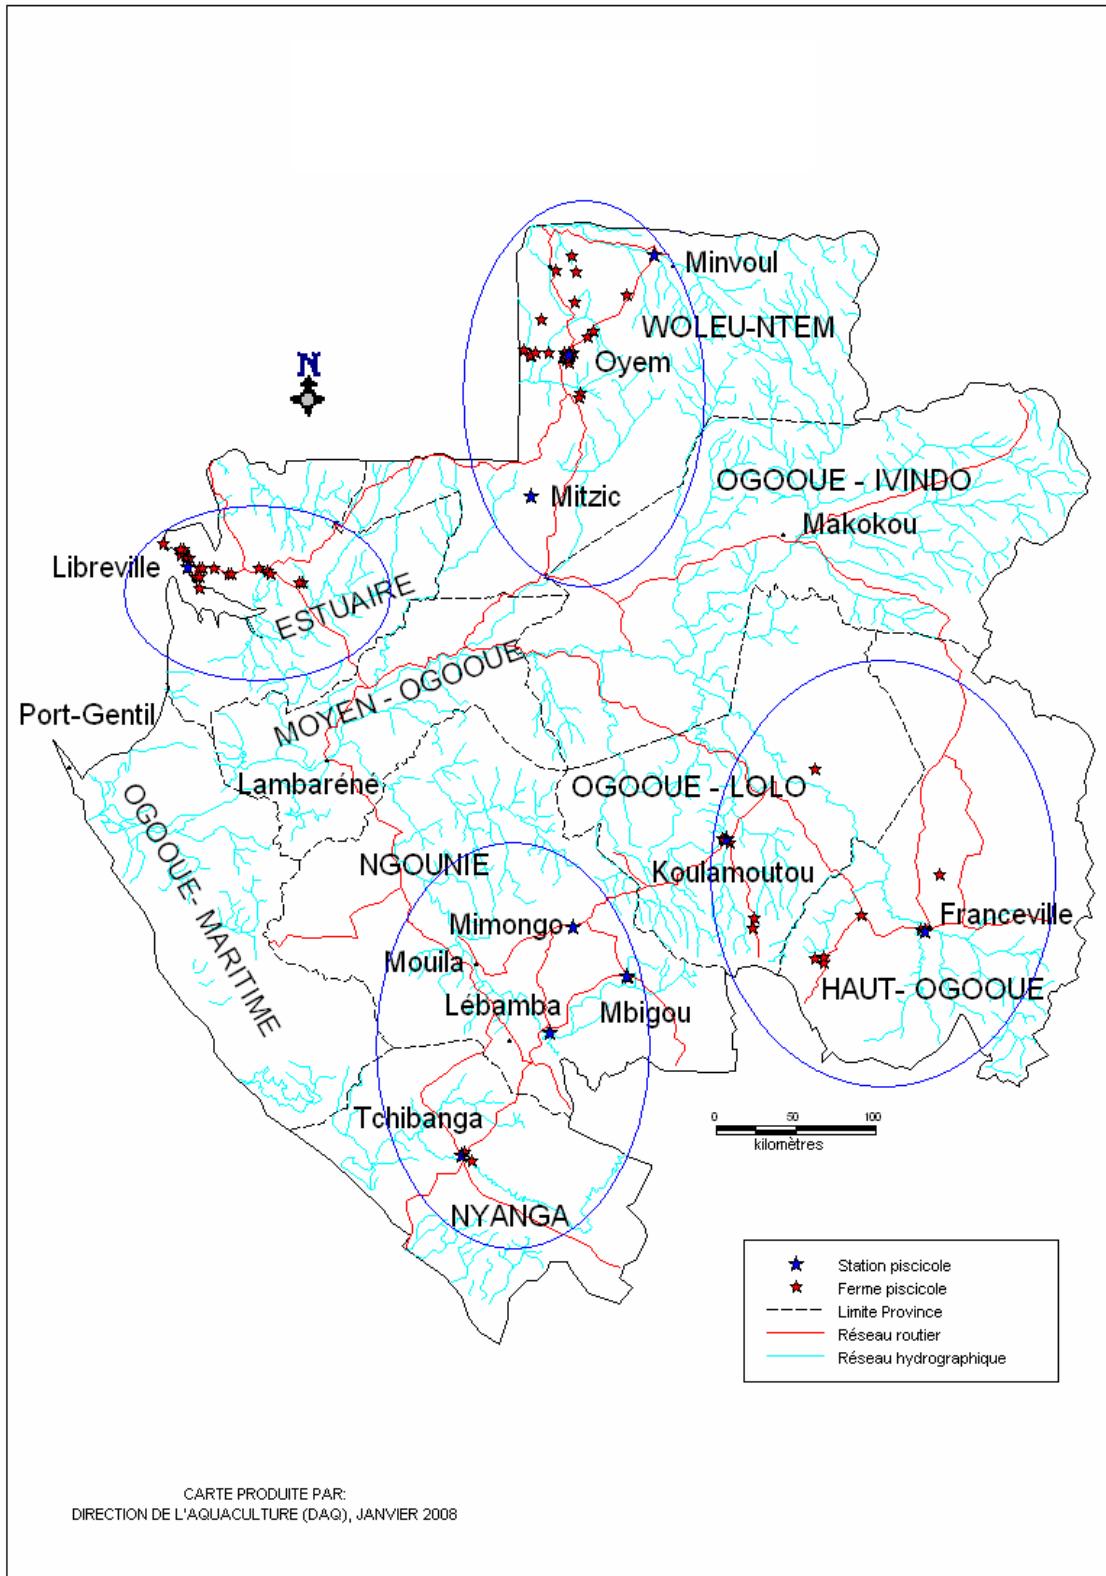 Minvoul
WOLEU-NTEM
Oyem
N
OGOOUE - IVINDO
Mitzic
Makokou
Libreville
ESTUAIRE
MOYEN - OGOOUE
Port-Gentil
Lambaréné
OGOOUE - LOLO
OGOOUE- MARITIME
NGOUNIE
Koulamoutou
Mimongo
Franceville
Mouila
HAUT- OGOOUE
Lébamba
Mbigou
Tchibanga
0 50 100
kilomètres
NYANGA
Station piscicole
Ferme piscicole
Limite Province
Réseau routier
Réseau hydrographique
CARTE PRODUITE PAR:
DIRECTION DE L'AQUACULTURE (DAQ), JANVIER 2008